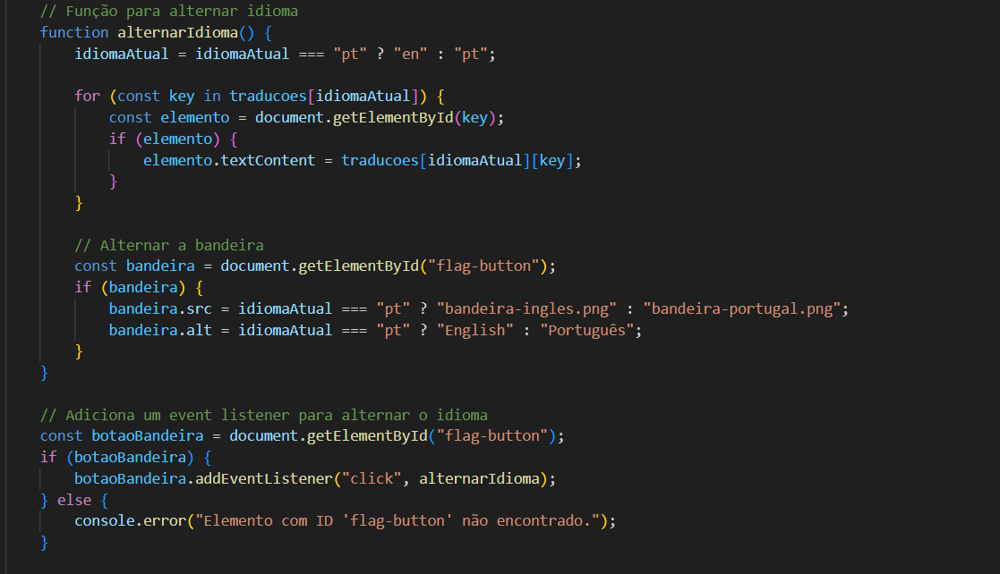 // Função para alternar idioma
function alternarIdioma() {
idiomaAtual = idiomaAtual === "pt" ? "en" : "pt";
for (const key in traducoes[idiomaAtual]) {
const elemento = document.getElementById(key);
if (elemento) {
elemento.textContent = traducoes[idiomaAtual][key];
}
}
// Alternar a bandeira
const bandeira = document.getElementById("flag-button");
if (bandeira) {
bandeira.src = idiomaAtual === "pt" ? "bandeira-ingles.png" : "bandeira-portugal.png";
bandeira.alt = idiomaAtual === "pt" ? "English" : "Português";
}
}
// Adiciona um event listener para alternar o idioma
const botaoBandeira = document.getElementById("flag-button");
if (botaoBandeira) {
botaoBandeira.addEventListener("click", alternarIdioma);
} else {
console.error("Elemento com ID 'flag-button' não encontrado.");
}